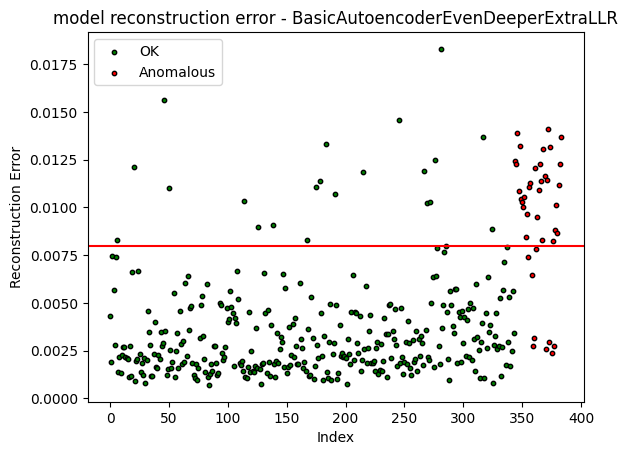 model reconstruction error - BasicAutoencoderEvenDeeperExtraLLR
OK
Anomalous
Reconstruction Error
0.0175
0.0150
0.0125
0.0100
0.0075
0.0050
0.0025
0.0000
0 50 100 150 200 250 300 350 400
Index